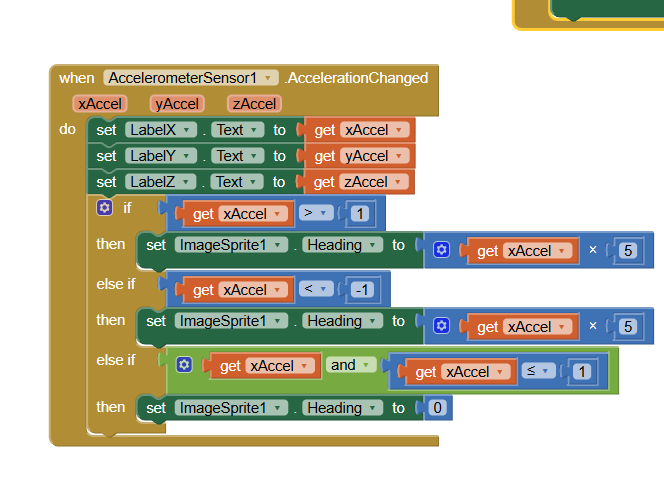 when AccelerometerSensor1 .AccelerationChanged
xAccel yAccel zAccel
do set LabelX . Text to get xAccel
set LabelY . Text to get yAccel
set LabelZ . Text to get zAccel
if get xAccel > 1
then set ImageSprite1 . Heading to get xAccel × 5
else if get xAccel < -1
then set ImageSprite1 . Heading to get xAccel × 5
else if get xAccel and get xAccel ≤ 1
then set ImageSprite1 . Heading to 0